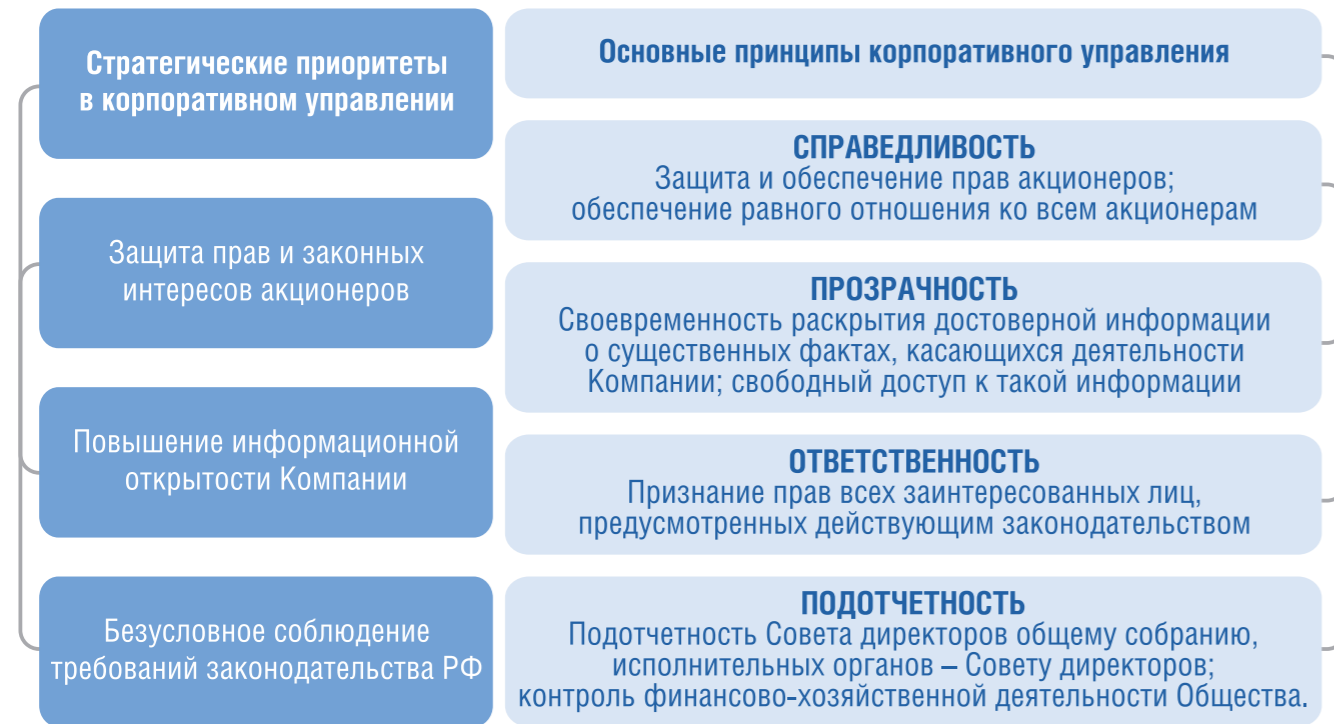 Стратегические приоритеты
в корпоративном управлении
Защита прав и законных
интересов акционеров
Повышение информационной
открытости Компании
Безусловное соблюдение
требований законодательства РФ
Основные принципы корпоративного управления
СПРАВЕДЛИВОСТЬ
Защита и обеспечение прав акционеров;
обеспечение равного отношения ко всем акционерам
ПРОЗРАЧНОСТЬ
Своевременность раскрытия достоверной информации
о существенных фактах, касающихся деятельности
Компании; свободный доступ к такой информации
ОТВЕТСТВЕННОСТЬ
Признание прав всех заинтересованных лиц,
предусмотренных действующим законодательством
ПОДОТЧЕТНОСТЬ
Подотчетность Совета директоров общему собранию,
исполнительных органов – Совету директоров;
контроль финансово-хозяйственной деятельности Общества.